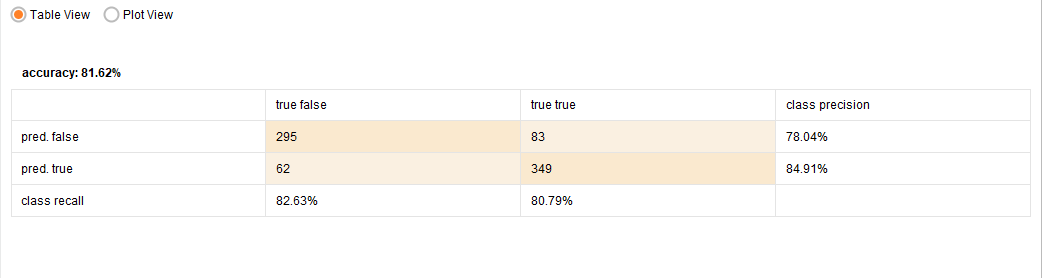 Table View Plot View
accuracy: 81.62%
true false true true class precision
pred. false 295 83 78.04%
pred. true 62 349 84.91%
class recall 82.63% 80.79%